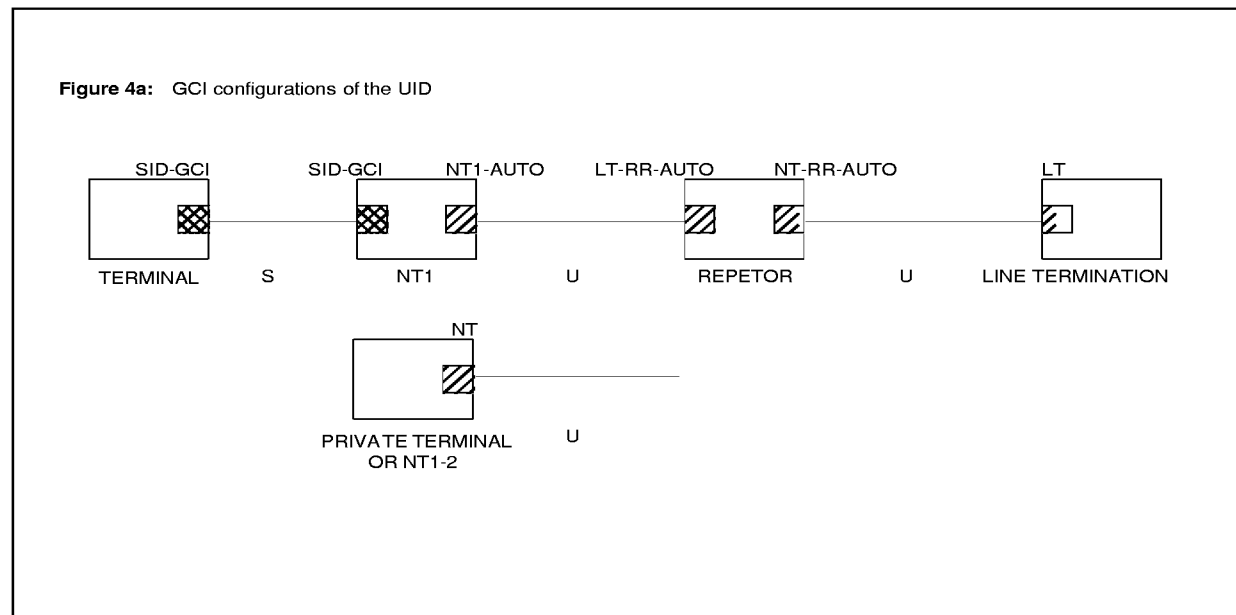 Figure 4a: GCI configurations of the UID
SID-GCI SID-GCI NT1-AUTO LT-RR-AUTO NT-RR-AUTO LT
TERMINAL S NT1 U REPETOR U LINE TERMINATION
NT
PRIVATE TERMINAL U
OR NT1-2